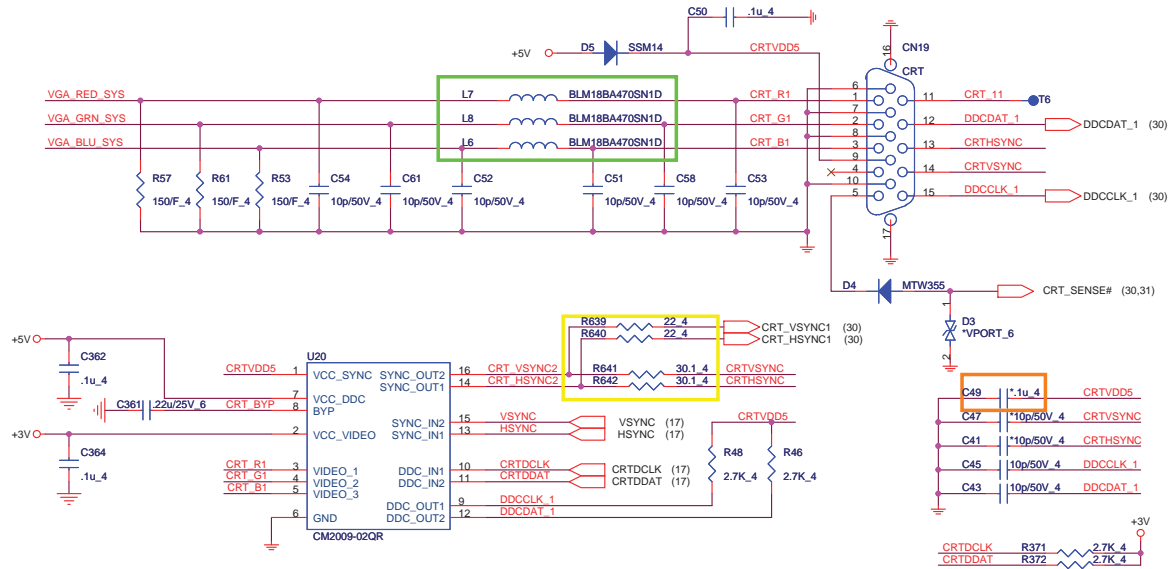 C50 .1u_4
+5V D5 SSM14 CRTVDD5
16 CN19
CRT
VGA_RED_SYS L7 BLM18BA470SN1D CRT_R1 6 1 11 CRT_11 T6
VGA_GRN_SYS L8 BLM18BA470SN1D CRT_G1 7 2 12 DDCDAT_1 DDCDAT_1 (30)
VGA_BLU_SYS L6 BLM18BA470SN1D CRT_B1 8 3 13 CRTHSYNC
9 4 14 CRTVSYNC
10 5 15 DDCCLK_1 DDCCLK_1 (30)
17
R57 R61 R53 C54 C61 C52 C51 C58 C53
150/F_4 150/F_4 150/F_4 10p/50V_4 10p/50V_4 10p/50V_4 10p/50V_4 10p/50V_4 10p/50V_4
D4 MTW355 CRT_SENSE# (30,31)
1
D3
*VPORT_6
2
R639 22_4 CRT_VSYNC1 (30)
R640 22_4 CRT_HSYNC1 (30)
+5V
C362
.1u_4
U20
CRTVDD5 1 VCC_SYNC SYNC_OUT2 16 CRT_VSYNC2 R641 30.1_4 CRTVSYNC
SYNC_OUT1 14 CRT_HSYNC2 R642 30.1_4 CRTHSYNC
7 VCC_DDC
C361 .22u/25V_6 CRT_BYP 8 BYP
SYNC_IN2 15 VSYNC VSYNC (17)
+3V 2 VCC_VIDEO SYNC_IN1 13 HSYNC HSYNC (17)
CRTVDD5
C364
.1u_4
R48 R46
2.7K_4 2.7K_4
CRT_R1 3 VIDEO_1 DDC_IN1 10 CRTDCLK CRTDCLK (17)
CRT_G1 4 VIDEO_2 DDC_IN2 11 CRTDDAT CRTDDAT (17)
CRT_B1 5 VIDEO_3
DDC_OUT1 9 DDCCLK_1
6 GND DDC_OUT2 12 DDCDAT_1
CM2009-02QR
C49 *.1u_4 CRTVDD5
C47 *10p/50V_4 CRTVSYNC
C41 *10p/50V_4 CRTHSYNC
C45 10p/50V_4 DDCCLK_1
C43 10p/50V_4 DDCDAT_1
+3V
CRTDCLK R371 2.7K_4
CRTDDAT R372 2.7K_4